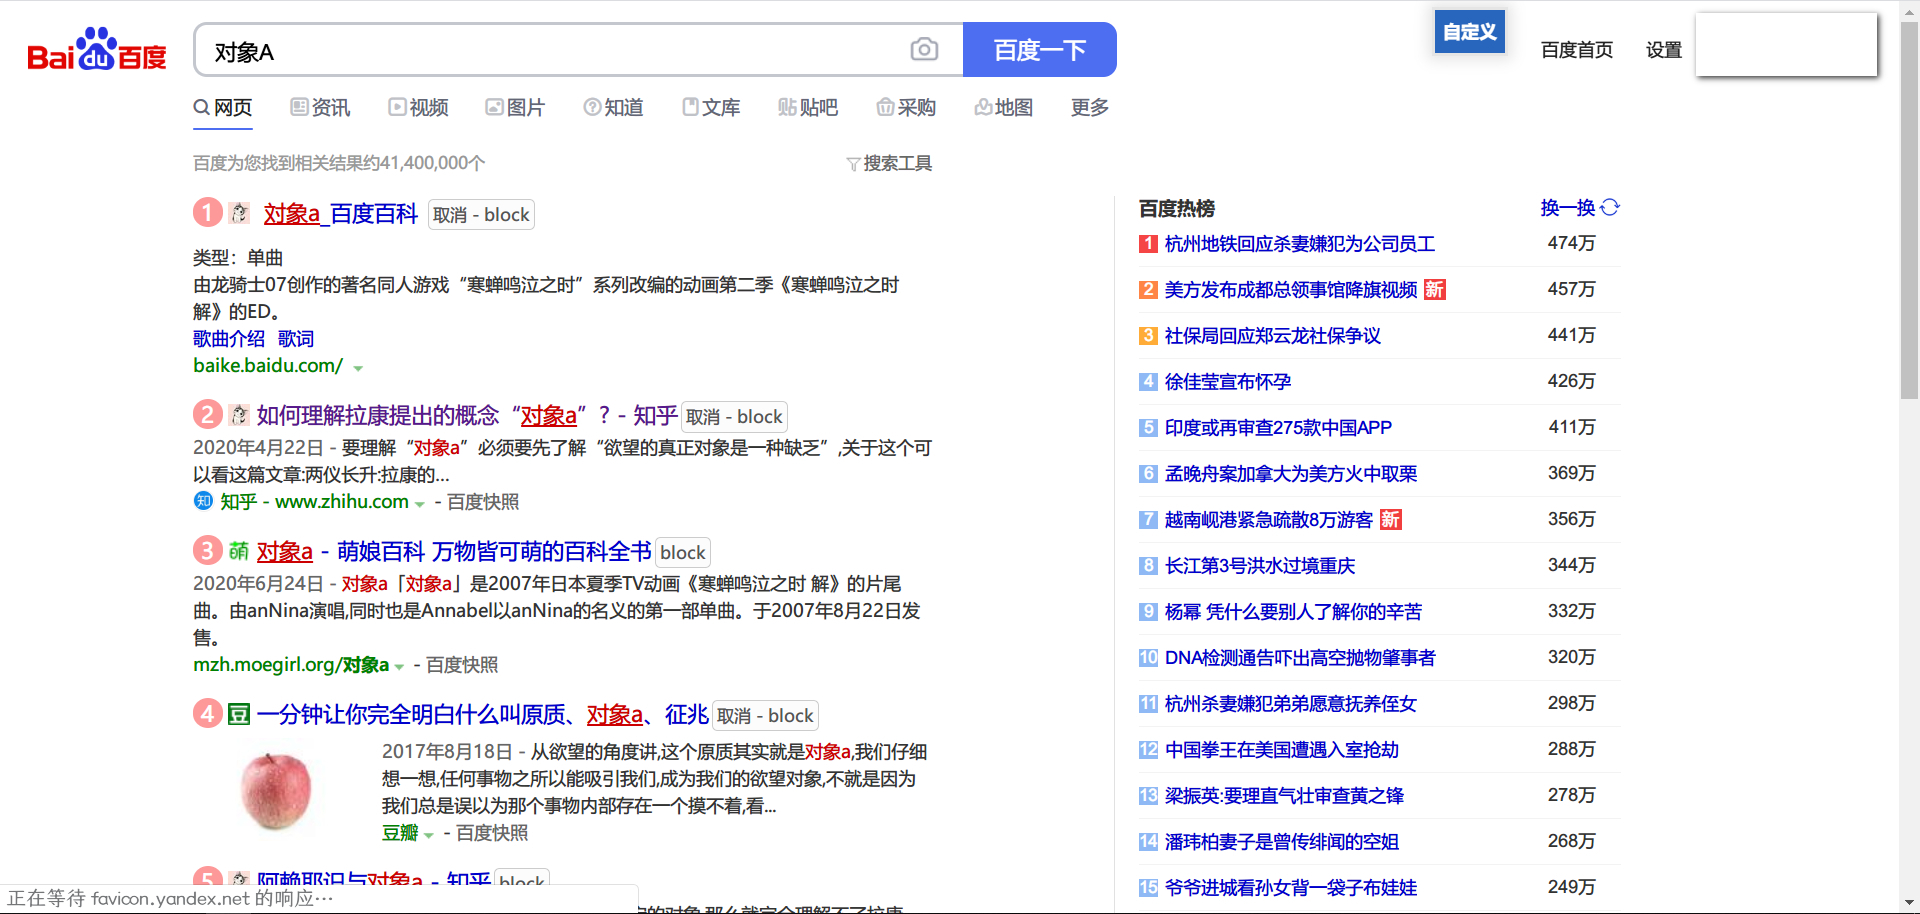 Baidu百度
对象A
百度一下
自定义
百度首页 设置
网页 资讯 视频 图片 知道 文库 贴吧 采购 地图 更多
百度为您找到相关结果约41,400,000个
搜索工具
1 对象a_百度百科 取消 - block
类型：单曲
由龙骑士07创作的著名同人游戏“寒蝉鸣泣之时”系列改编的动画第二季《寒蝉鸣泣之时
解》的ED。
歌曲介绍 歌词
baike.baidu.com/
2 如何理解拉康提出的概念“对象a”? - 知乎 取消 - block
2020年4月22日 - 要理解“对象a”必须要先了解“欲望的真正对象是一种缺乏”,关于这个可
以看这篇文章:两仪长升:拉康的...
知 知乎 - www.zhihu.com - 百度快照
3 萌 对象a - 萌娘百科 万物皆可萌的百科全书 block
2020年6月24日 - 对象a「对象a」是2007年日本夏季TV动画《寒蝉鸣泣之时 解》的片尾
曲。由anNina演唱,同时也是Annabel以anNina的名义的第一部单曲。于2007年8月22日发
售。
mzh.moegirl.org/对象a - 百度快照
4 豆 一分钟让你完全明白什么叫原质、对象a、征兆 取消 - block
2017年8月18日 - 从欲望的角度讲,这个原质其实就是对象a,我们仔细
想一想,任何事物之所以能吸引我们,成为我们的欲望对象,不就是因为
我们总是误以为那个事物内部存在一个摸不着,看...
豆瓣 - 百度快照
5 阿赖耶识与对象a - 知乎 block
正在等待 favicon.yandex.net 的响应…
的对象,那么就完全理解不了拉康
百度热榜 换一换
1 杭州地铁回应杀妻嫌犯为公司员工 474万
2 美方发布成都总领事馆降旗视频 新 457万
3 社保局回应郑云龙社保争议 441万
4 徐佳莹宣布怀孕 426万
5 印度或再审查275款中国APP 411万
6 孟晚舟案加拿大为美方火中取栗 369万
7 越南岘港紧急疏散8万游客 新 356万
8 长江第3号洪水过境重庆 344万
9 杨幂 凭什么要别人了解你的辛苦 332万
10 DNA检测通告吓出高空抛物肇事者 320万
11 杭州杀妻嫌犯弟弟愿意抚养侄女 298万
12 中国拳王在美国遭遇入室抢劫 288万
13 梁振英:要理直气壮审查黄之锋 278万
14 潘玮柏妻子是曾传绯闻的空姐 268万
15 爷爷进城看孙女背一袋子布娃娃 249万